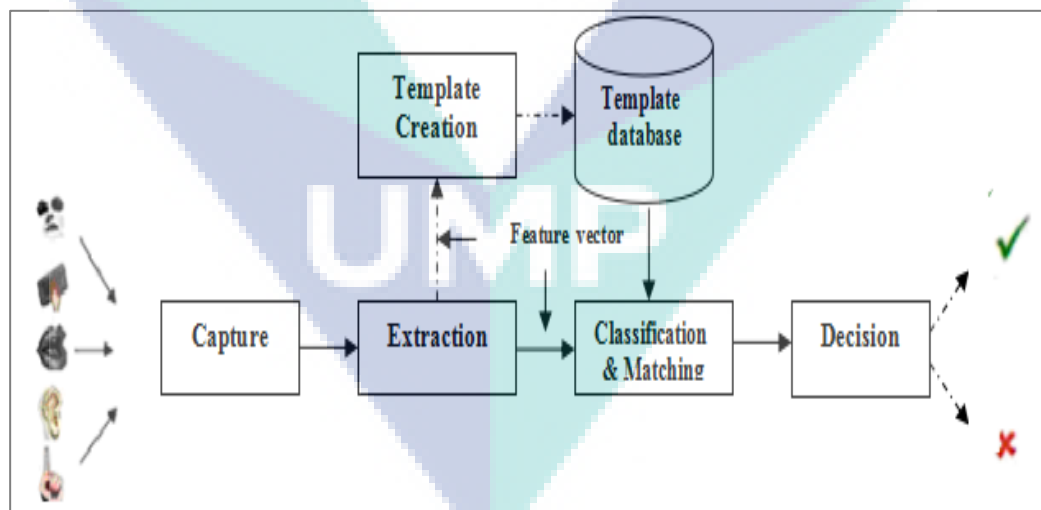 Template
Creation
Template
database
UMP
Feature vector
Capture
Extraction
Classification
& Matching
Decision